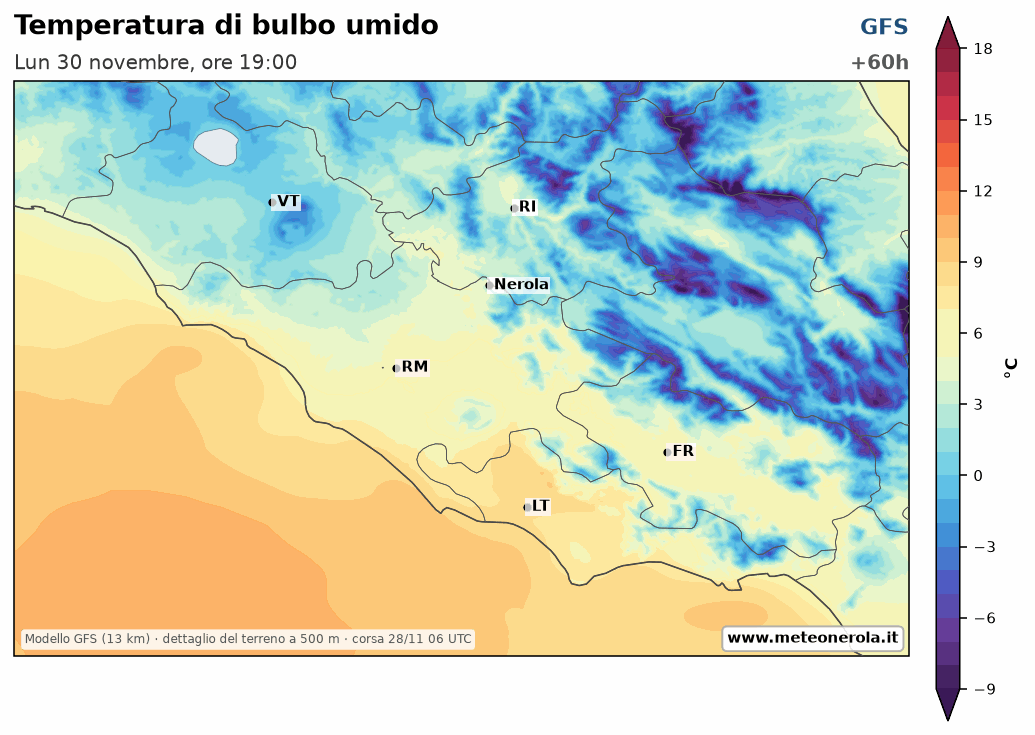 Temperatura di bulbo umido
GFS
Lun 30 novembre, ore 19:00
+60h
18
15
12
9
6
3
0
−3
−6
−9
°C
VT
RI
Nerola
RM
FR
LT
Modello GFS (13 km) · dettaglio del terreno a 500 m · corsa 28/11 06 UTC
www.meteonerola.it